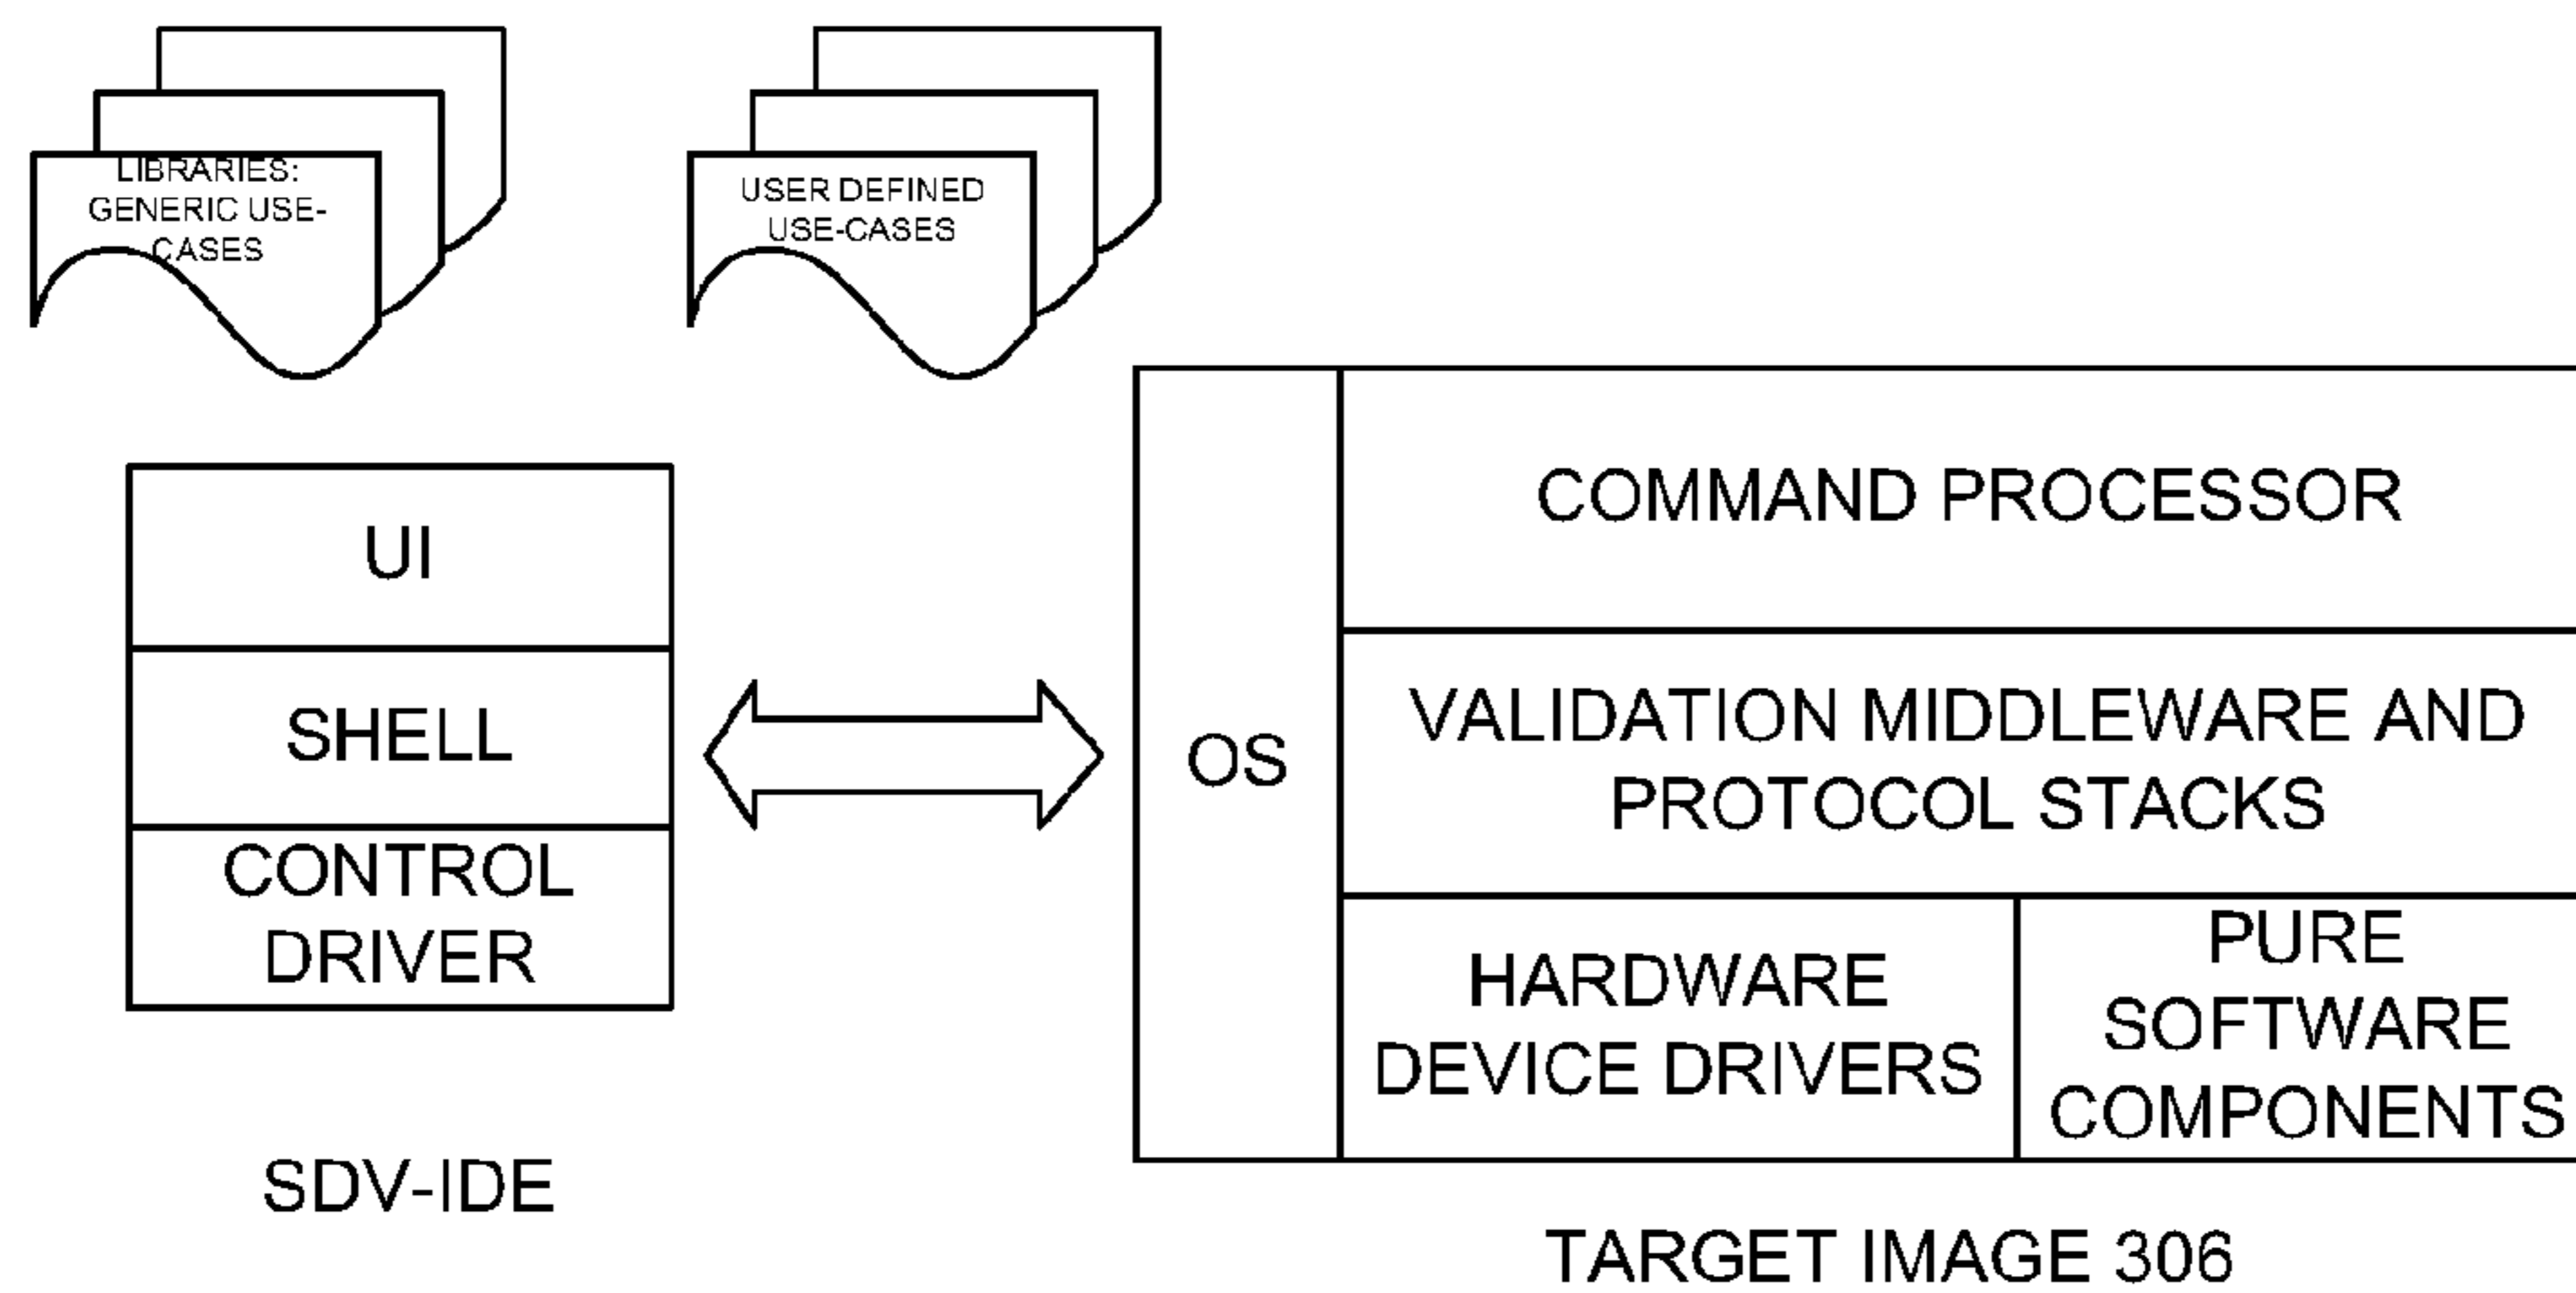 LIBRARIES:
GENERIC USE-
CASES
USER DEFINED
USE-CASES
UI
SHELL
CONTROL
DRIVER
SDV-IDE
OS
COMMAND PROCESSOR
VALIDATION MIDDLEWARE AND
PROTOCOL STACKS
HARDWARE
DEVICE DRIVERS
PURE
SOFTWARE
COMPONENTS
TARGET IMAGE 306